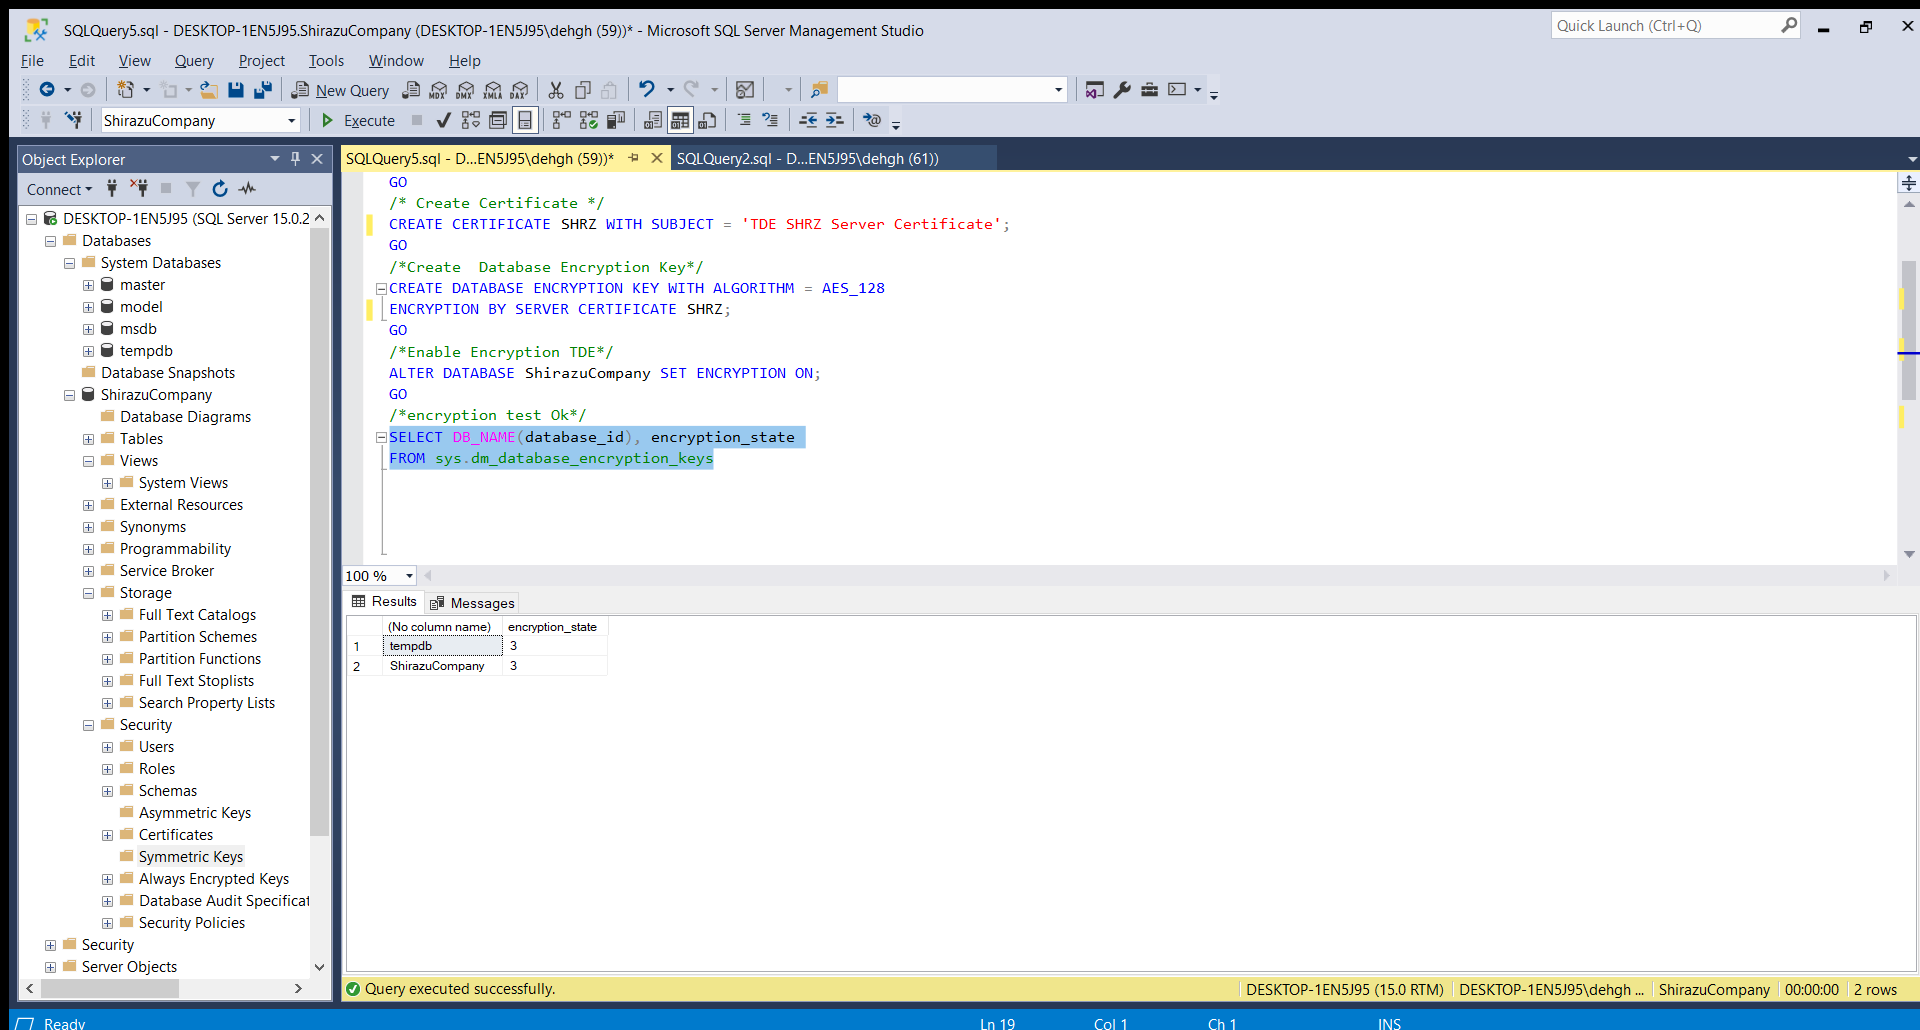 SQLQuery5.sql - DESKTOP-1EN5J95.ShirazuCompany (DESKTOP-1EN5J95\dehgh (59))* - Microsoft SQL Server Management Studio
Quick Launch (Ctrl+Q)
File Edit View Query Project Tools Window Help
New Query MDX DMX XMLA DAX
ShirazuCompany Execute
Object Explorer
SQLQuery5.sql - D...EN5J95\dehgh (59))* SQLQuery2.sql - D...EN5J95\dehgh (61))
Connect
DESKTOP-1EN5J95 (SQL Server 15.0.2
Databases
System Databases
master
model
msdb
tempdb
Database Snapshots
ShirazuCompany
Database Diagrams
Tables
Views
System Views
External Resources
Synonyms
Programmability
Service Broker
Storage
Full Text Catalogs
Partition Schemes
Partition Functions
Full Text Stoplists
Search Property Lists
Security
Users
Roles
Schemas
Asymmetric Keys
Certificates
Symmetric Keys
Always Encrypted Keys
Database Audit Specificat
Security Policies
Security
Server Objects
GO
/* Create Certificate */
CREATE CERTIFICATE SHRZ WITH SUBJECT = 'TDE SHRZ Server Certificate';
GO
/*Create  Database Encryption Key*/
CREATE DATABASE ENCRYPTION KEY WITH ALGORITHM = AES_128
ENCRYPTION BY SERVER CERTIFICATE SHRZ;
GO
/*Enable Encryption TDE*/
ALTER DATABASE ShirazuCompany SET ENCRYPTION ON;
GO
/*encryption test Ok*/
SELECT DB_NAME(database_id), encryption_state
FROM sys.dm_database_encryption_keys
100 %
Results Messages
(No column name) encryption_state
1 tempdb 3
2 ShirazuCompany 3
Query executed successfully. DESKTOP-1EN5J95 (15.0 RTM) DESKTOP-1EN5J95\dehgh ... ShirazuCompany 00:00:00 2 rows
Ready Ln 19 Col 1 Ch 1 INS